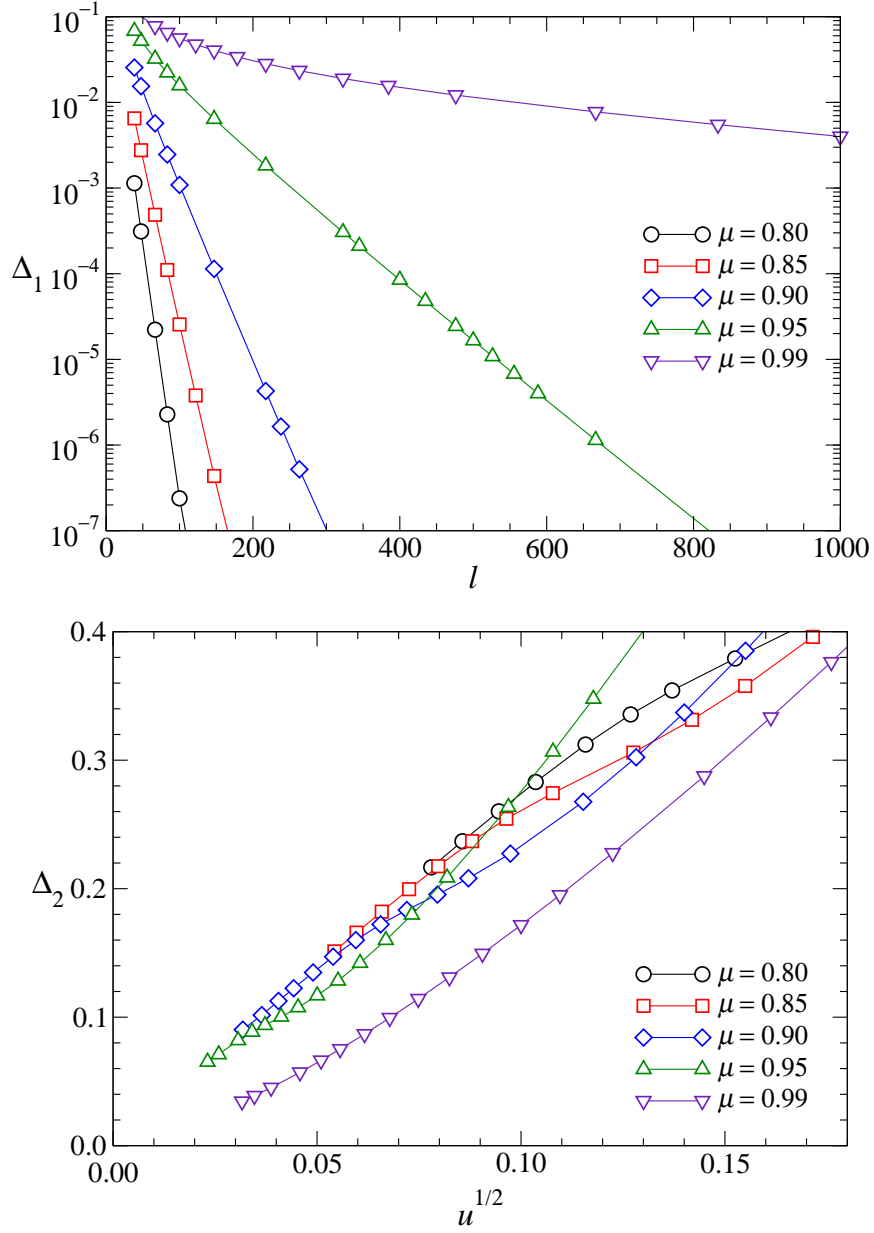 10⁻¹
10⁻²
10⁻³
10⁻⁴
10⁻⁵
10⁻⁶
10⁻⁷
Δ₁
μ = 0.80
μ = 0.85
μ = 0.90
μ = 0.95
μ = 0.99
0 200 400 600 800 1000
l
0.4
0.3
0.2
0.1
0.0
Δ₂
μ = 0.80
μ = 0.85
μ = 0.90
μ = 0.95
μ = 0.99
0.00 0.05 0.10 0.15
u^{1/2}